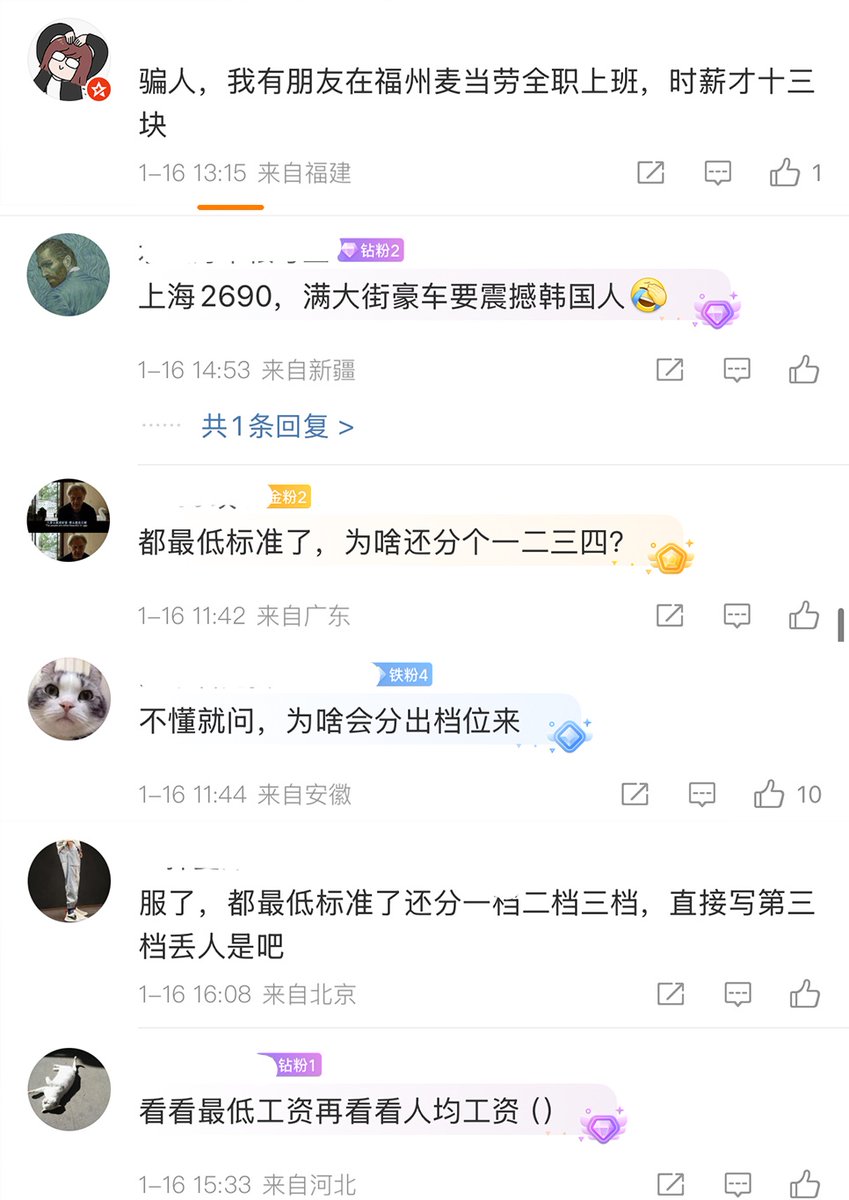 骗人，我有朋友在福州麦当劳全职上班，时薪才十三
块
1-16 13:15 来自福建
1
钻粉2
上海2690，满大街豪车要震撼韩国人🤣
1-16 14:53 来自新疆
共1条回复 >
金粉2
都最低标准了，为啥还分个一二三四？
1-16 11:42 来自广东
铁粉4
不懂就问，为啥会分出档位来
1-16 11:44 来自安徽
10
服了，都最低标准了还分一档二档三档，直接写第三
档丢人是吧
1-16 16:08 来自北京
钻粉1
看看最低工资再看看人均工资（）
1-16 15:33 来自河北